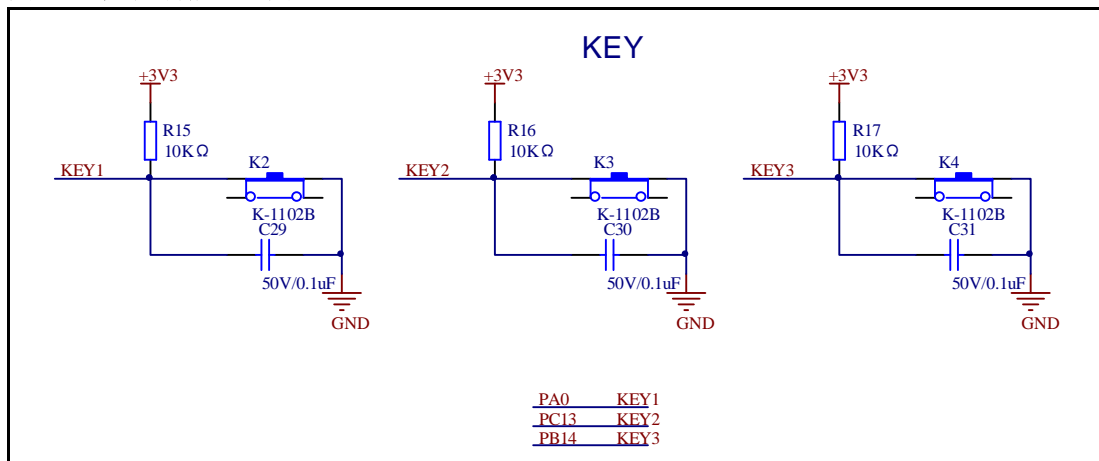 KEY
+3V3 +3V3 +3V3
R15 R16 R17
10KΩ 10KΩ 10KΩ
KEY1 K2 KEY2 K3 KEY3 K4
K-1102B K-1102B K-1102B
C29 C30 C31
50V/0.1uF 50V/0.1uF 50V/0.1uF
GND GND GND
PA0 KEY1
PC13 KEY2
PB14 KEY3